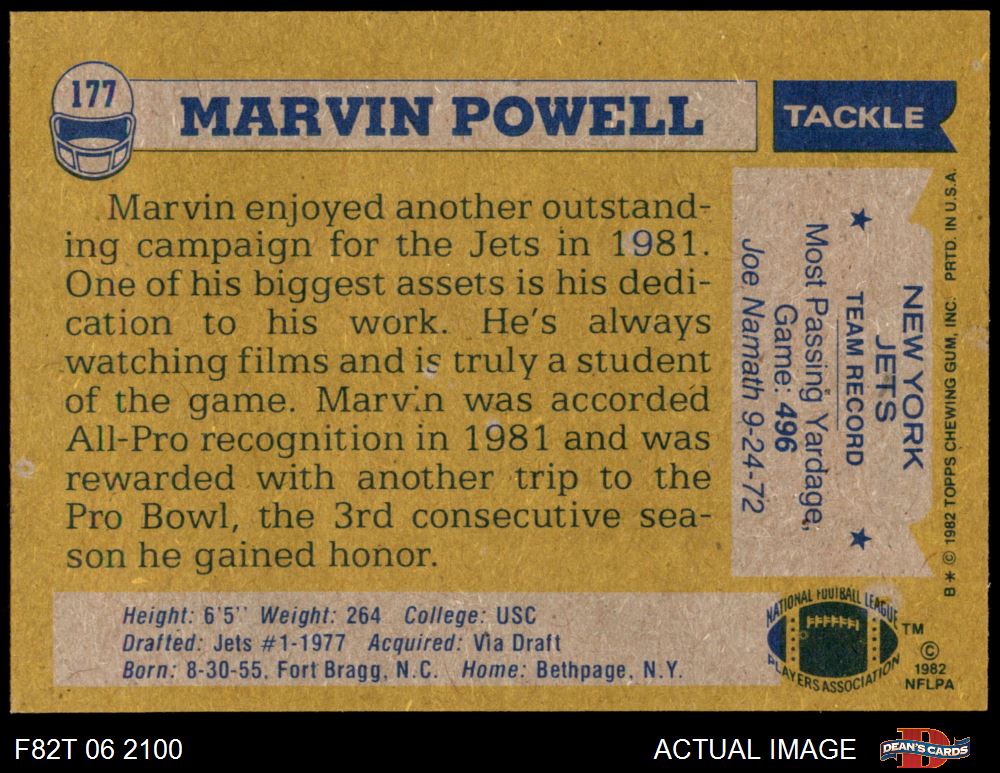 177
MARVIN POWELL
TACKLE
Marvin enjoyed another outstand-
ing campaign for the Jets in 1981.
One of his biggest assets is his dedi-
cation to his work. He's always
watching films and is truly a student
of the game. Marvin was accorded
All-Pro recognition in 1981 and was
rewarded with another trip to the
Pro Bowl, the 3rd consecutive sea-
son he gained honor.
NEW YORK
JETS
★ TEAM RECORD ★
Most Passing Yardage,
Game: 496
Joe Namath 9-24-72
B* © 1982 TOPPS CHEWING GUM, INC. PRTD. IN U.S.A.
Height: 6'5" Weight: 264 College: USC
Drafted: Jets #1-1977 Acquired: Via Draft
Born: 8-30-55, Fort Bragg, N.C. Home: Bethpage, N.Y.
NATIONAL FOOTBALL LEAGUE
PLAYERS ASSOCIATION
TM
©
1982
NFLPA
F82T 06 2100
ACTUAL IMAGE
DEAN'S CARDS